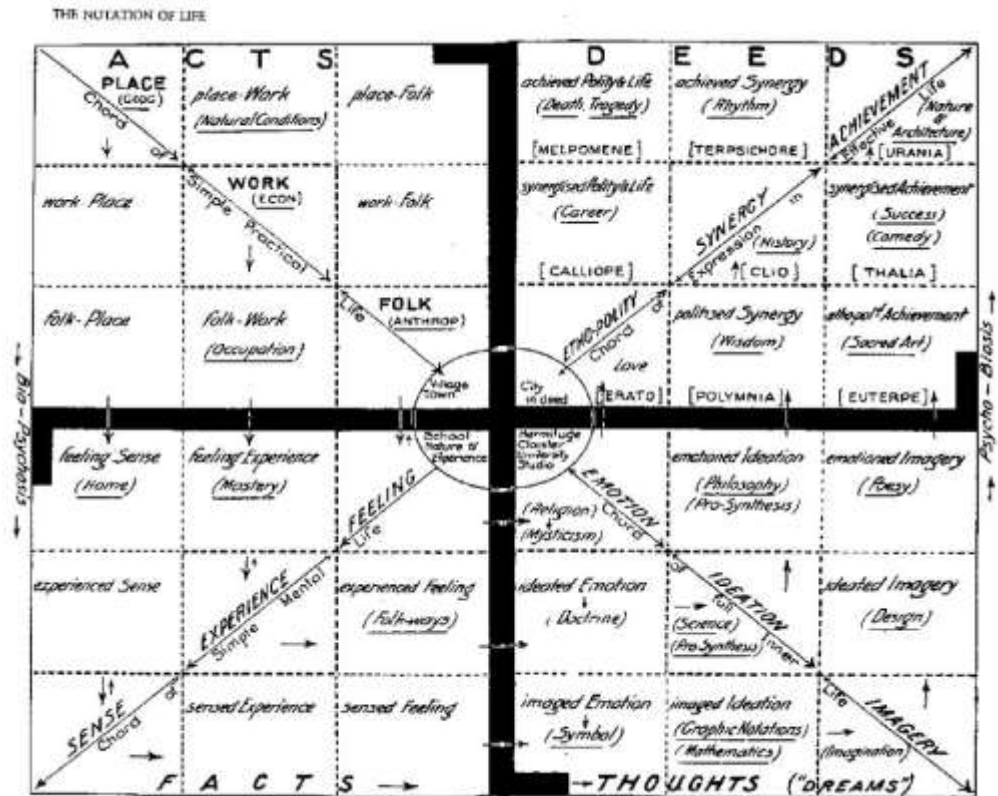 THE NOTATION OF LIFE
A C T S
PLACE
(GEOG)
Chord of
place-Work
(Natural Conditions)
place-Folk
work-Place
WORK
(ECON)
Simple Practical
work-Folk
folk-Place
folk-Work
(Occupation)
FOLK
(ANTHROP)
Life
Village
Town
D E E D S
achieved Polity & Life
(Death, Tragedy)
[MELPOMENE]
achieved Synergy
(Rhythm)
[TERPSICHORE]
ACHIEVEMENT
Effective Life
(Nature &
Architecture)
[URANIA]
synergised Polity & Life
(Career)
[CALLIOPE]
SYNERGY
Expression in
(History)
[CLIO]
synergised Achievement
(Success)
(Comedy)
[THALIA]
ETHO-POLITY
Chord of
Love
[ERATO]
City
in deed
politised Synergy
(Wisdom)
[POLYMNIA]
ethopol^d Achievement
(Sacred Art)
[EUTERPE]
← Bio-Psychosis →
Psycho-Biosis →
feeling Sense
(Home)
feeling Experience
(Mastery)
FEELING
Life
School
Nature &
Experience
experienced Sense
EXPERIENCE
Simple Mental
experienced Feeling
(Folk-ways)
SENSE
Chord of
sensed Experience
sensed Feeling
F A C T S →
Hermitage
Cloister
University
Studio
EMOTION
Chord of
(Religion)
(Mysticism)
emotioned Ideation
(Philosophy)
(Pro-Synthesis)
emotioned Imagery
(Poesy)
ideated Emotion
(Doctrine)
IDEATION
Full Inner
(Science)
(Pro Synthesis)
ideated Imagery
(Design)
imaged Emotion
(Symbol)
imaged Ideation
(Graphic Notations)
(Mathematics)
IMAGERY
Life
(Imagination)
→ THOUGHTS ("DREAMS")